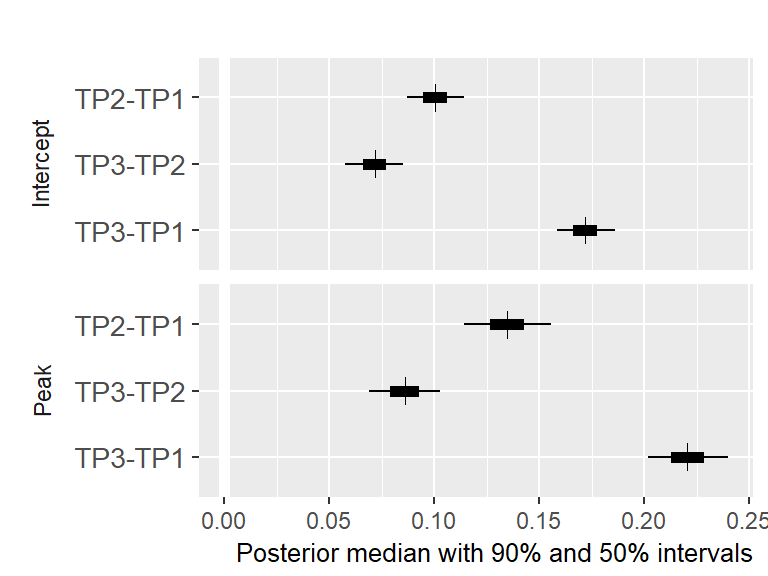 Intercept
TP2-TP1
TP3-TP2
TP3-TP1
Peak
TP2-TP1
TP3-TP2
TP3-TP1
0.00 0.05 0.10 0.15 0.20 0.25
Posterior median with 90% and 50% intervals